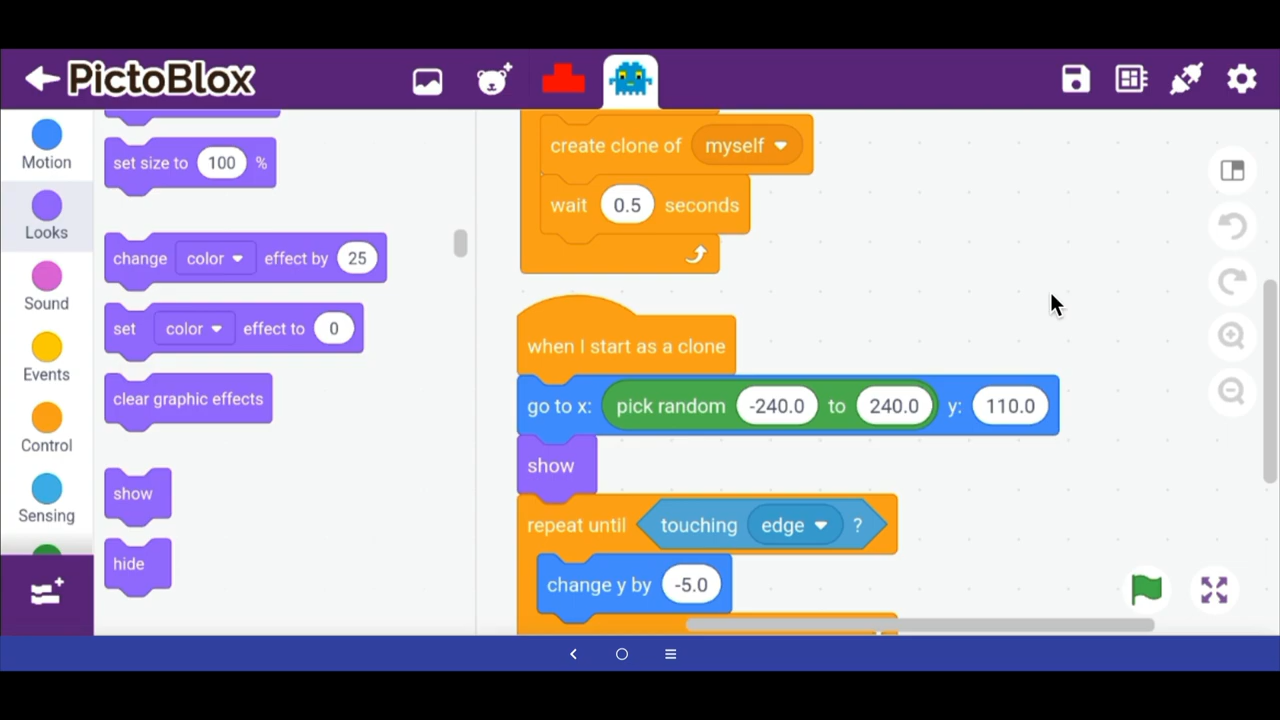 PictoBlox
Motion
Looks
Sound
Events
Control
Sensing
set size to 100 %
change color effect by 25
set color effect to 0
clear graphic effects
show
hide
create clone of myself
wait 0.5 seconds
when I start as a clone
go to x: pick random -240.0 to 240.0 y: 110.0
show
repeat until touching edge ?
change y by -5.0